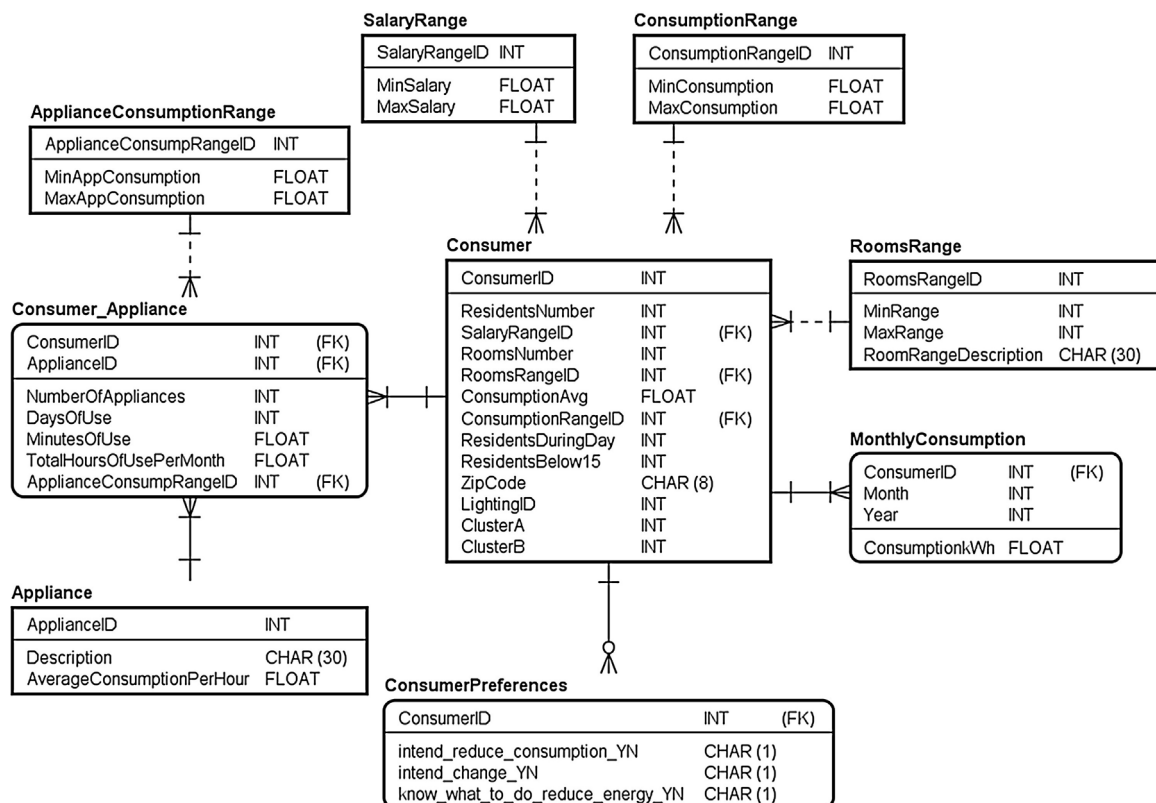 SalaryRange
SalaryRangeID INT
MinSalary FLOAT
MaxSalary FLOAT
ConsumptionRange
ConsumptionRangeID INT
MinConsumption FLOAT
MaxConsumption FLOAT
ApplianceConsumptionRange
ApplianceConsumpRangeID INT
MinAppConsumption FLOAT
MaxAppConsumption FLOAT
Consumer
ConsumerID INT
ResidentsNumber INT
SalaryRangeID INT (FK)
RoomsNumber INT
RoomsRangeID INT (FK)
ConsumptionAvg FLOAT
ConsumptionRangeID INT (FK)
ResidentsDuringDay INT
ResidentsBelow15 INT
ZipCode CHAR (8)
LightingID INT
ClusterA INT
ClusterB INT
RoomsRange
RoomsRangeID INT
MinRange INT
MaxRange INT
RoomRangeDescription CHAR (30)
Consumer_Appliance
ConsumerID INT (FK)
ApplianceID INT (FK)
NumberOfAppliances INT
DaysOfUse INT
MinutesOfUse FLOAT
TotalHoursOfUsePerMonth FLOAT
ApplianceConsumpRangeID INT (FK)
MonthlyConsumption
ConsumerID INT (FK)
Month INT
Year INT
ConsumptionkWh FLOAT
Appliance
ApplianceID INT
Description CHAR (30)
AverageConsumptionPerHour FLOAT
ConsumerPreferences
ConsumerID INT (FK)
intend_reduce_consumption_YN CHAR (1)
intend_change_YN CHAR (1)
know_what_to_do_reduce_energy_YN CHAR (1)